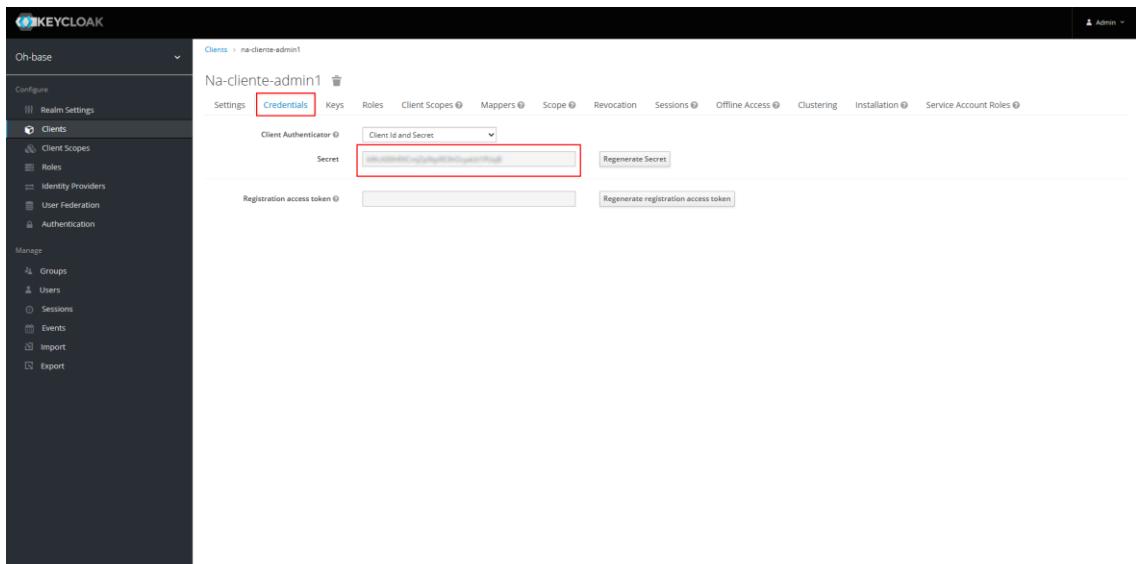 KEYCLOAK
Admin
Oh-base
Clients > na-cliente-admin1
Na-cliente-admin1
Settings Credentials Keys Roles Client Scopes Mappers Scope Revocation Sessions Offline Access Clustering Installation Service Account Roles
Client Authenticator Client Id and Secret
Secret Regenerate Secret
Registration access token Regenerate registration access token
Configure
Realm Settings
Clients
Client Scopes
Roles
Identity Providers
User Federation
Authentication
Manage
Groups
Users
Sessions
Events
Import
Export